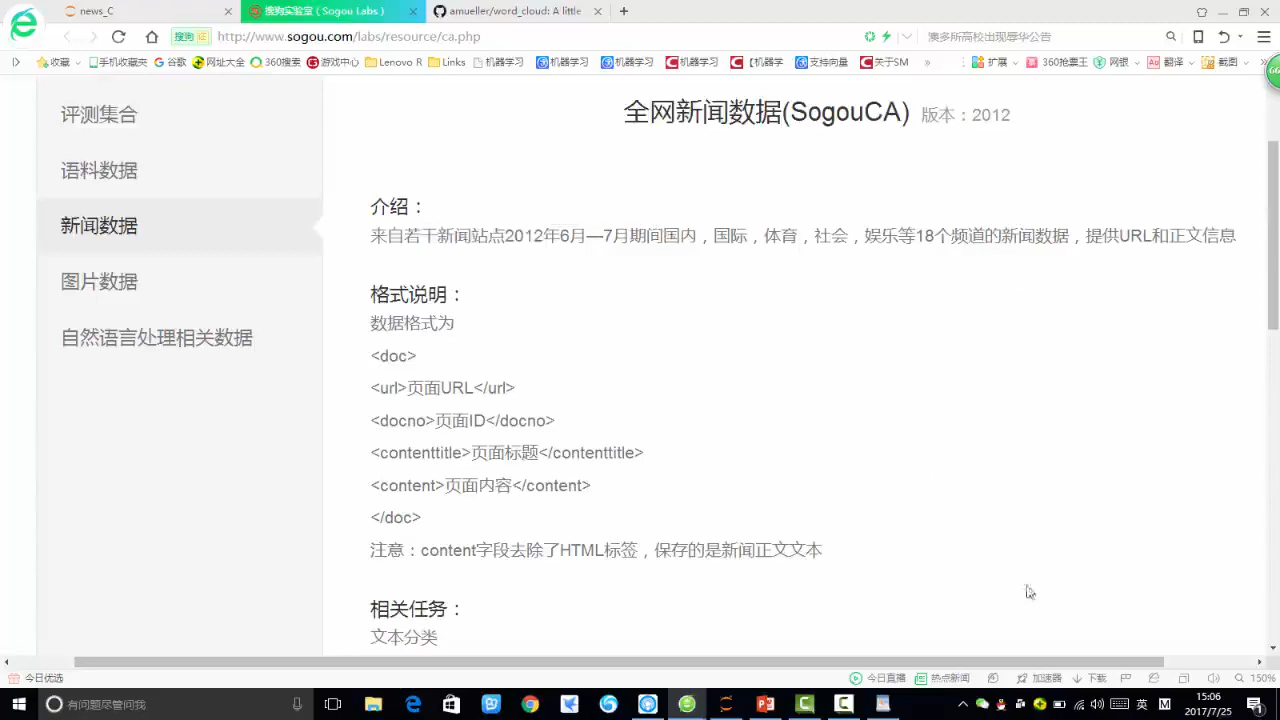 news_C
搜狗实验室（Sogou Labs）
amueller/word_cloud: A little
搜狗
http://www.sogou.com/labs/resource/ca.php
澳多所高校出现辱华公告
收藏
手机收藏夹
谷歌
网址大全
360搜索
游戏中心
Lenovo R
Links
机器学习
机器学习
机器学习
机器学习
【机器学
支持向量
关于SM
扩展
360抢票王
网银
翻译
截图
66
评测集合
语料数据
新闻数据
图片数据
自然语言处理相关数据
全网新闻数据(SogouCA) 版本：2012
介绍：
来自若干新闻站点2012年6月—7月期间国内，国际，体育，社会，娱乐等18个频道的新闻数据，提供URL和正文信息
格式说明：
数据格式为
<doc>
<url>页面URL</url>
<docno>页面ID</docno>
<contenttitle>页面标题</contenttitle>
<content>页面内容</content>
</doc>
注意：content字段去除了HTML标签，保存的是新闻正文文本
相关任务：
文本分类
今日优选
今日直播
热点新闻
加速器
下载
150%
有问题尽管问我
英
M
15:06
2017/7/25